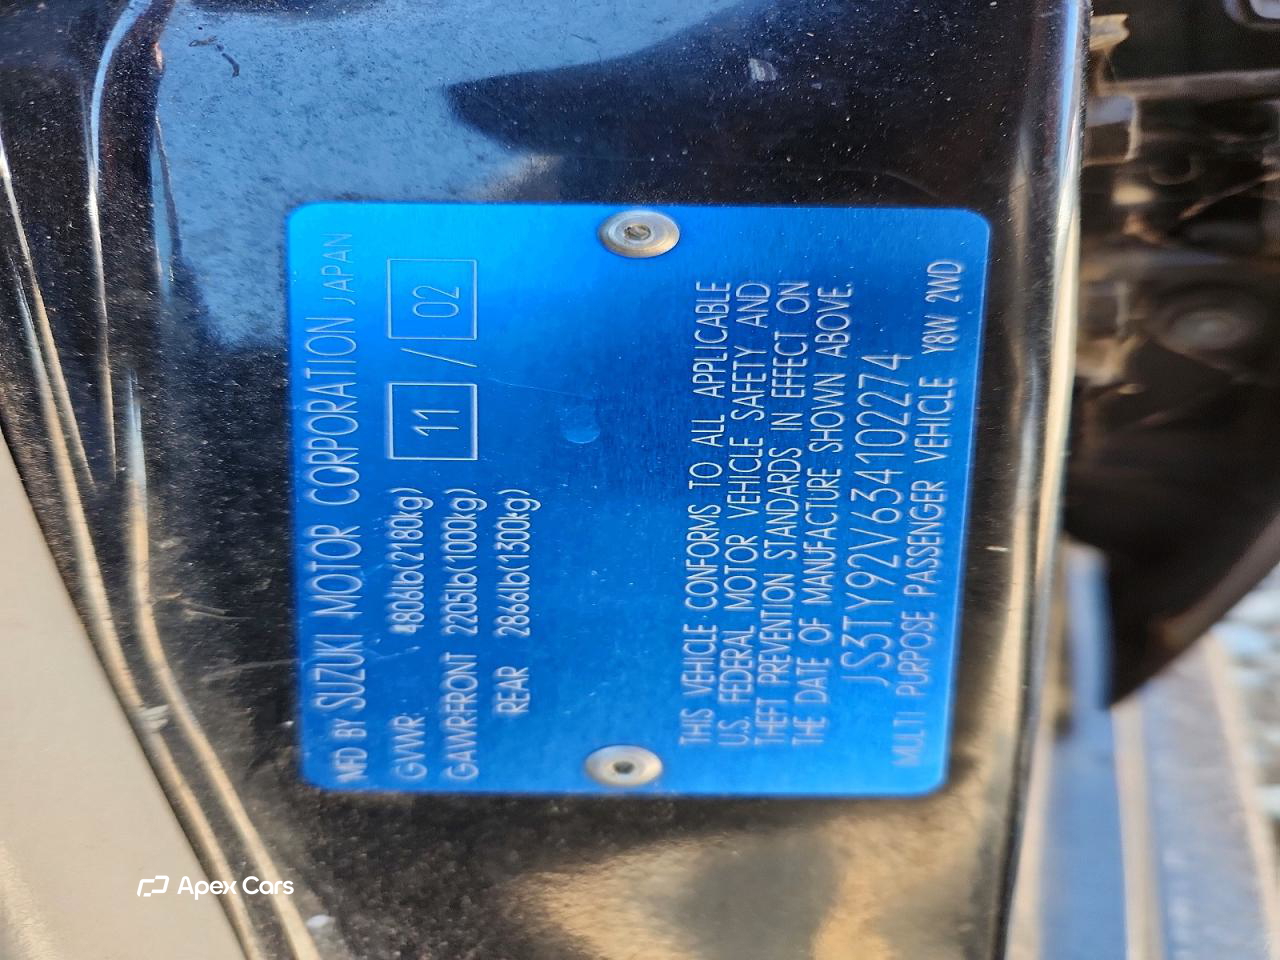 MFD BY SUZUKI MOTOR CORPORATION JAPAN
GVWR: 4806lb(2180kg) 11 / 02
GAWRFRONT 2205lb(1000kg)
REAR 2866lb(1300kg)
THIS VEHICLE CONFORMS TO ALL APPLICABLE
U.S. FEDERAL MOTOR VEHICLE SAFETY AND
THEFT PREVENTION STANDARDS IN EFFECT ON
THE DATE OF MANUFACTURE SHOWN ABOVE.
JS3TY92V634102274
MULTI PURPOSE PASSENGER VEHICLE Y8W 2WD
Apex Cars